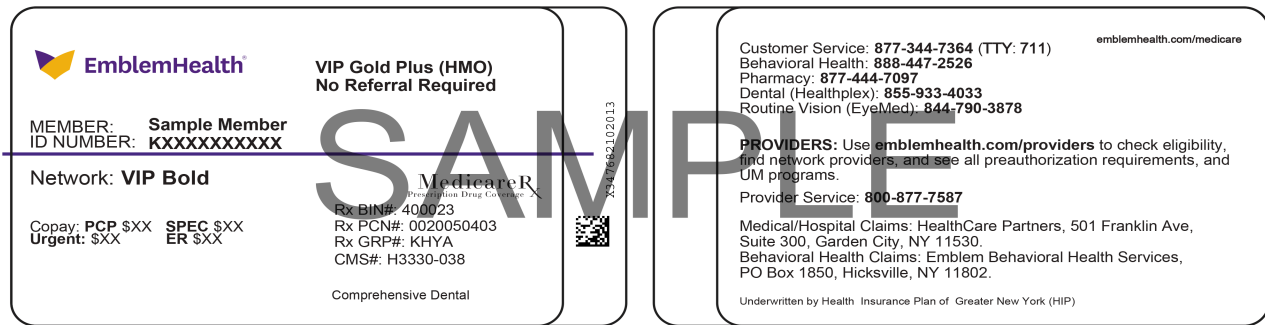 EmblemHealth®
VIP Gold Plus (HMO)
No Referral Required
MEMBER: Sample Member
ID NUMBER: KXXXXXXXXXXX
Network: VIP Bold
MedicareRx
Prescription Drug Coverage
Copay: PCP $XX SPEC $XX
Urgent: $XX ER $XX
Rx BIN#: 400023
Rx PCN#: 0020050403
Rx GRP#: KHYA
CMS#: H3330-038
Comprehensive Dental
X347682102013
SAMPLE
emblemhealth.com/medicare
Customer Service: 877-344-7364 (TTY: 711)
Behavioral Health: 888-447-2526
Pharmacy: 877-444-7097
Dental (Healthplex): 855-933-4033
Routine Vision (EyeMed): 844-790-3878
PROVIDERS: Use emblemhealth.com/providers to check eligibility,
find network providers, and see all preauthorization requirements, and
UM programs.
Provider Service: 800-877-7587
Medical/Hospital Claims: HealthCare Partners, 501 Franklin Ave,
Suite 300, Garden City, NY 11530.
Behavioral Health Claims: Emblem Behavioral Health Services,
PO Box 1850, Hicksville, NY 11802.
Underwritten by Health Insurance Plan of Greater New York (HIP)